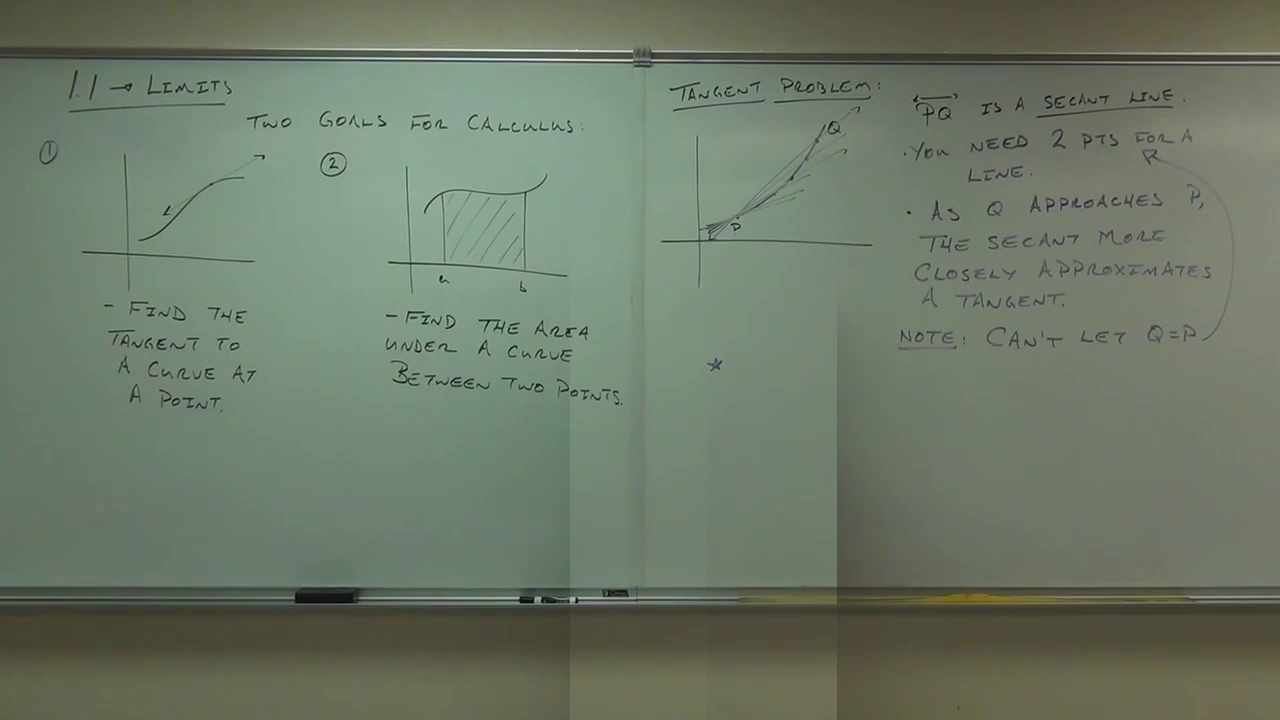 1.1 → LIMITS
TWO GOALS FOR CALCULUS:
①
②
a
b
- FIND THE
TANGENT TO
A CURVE AT
A POINT.
- FIND THE AREA
UNDER A CURVE
BETWEEN TWO POINTS.
TANGENT PROBLEM:
Q
P
PQ IS A SECANT LINE.
• YOU NEED 2 PTS FOR A
LINE.
• AS Q APPROACHES P,
THE SECANT MORE
CLOSELY APPROXIMATES
A TANGENT.
NOTE: CAN'T LET Q=P